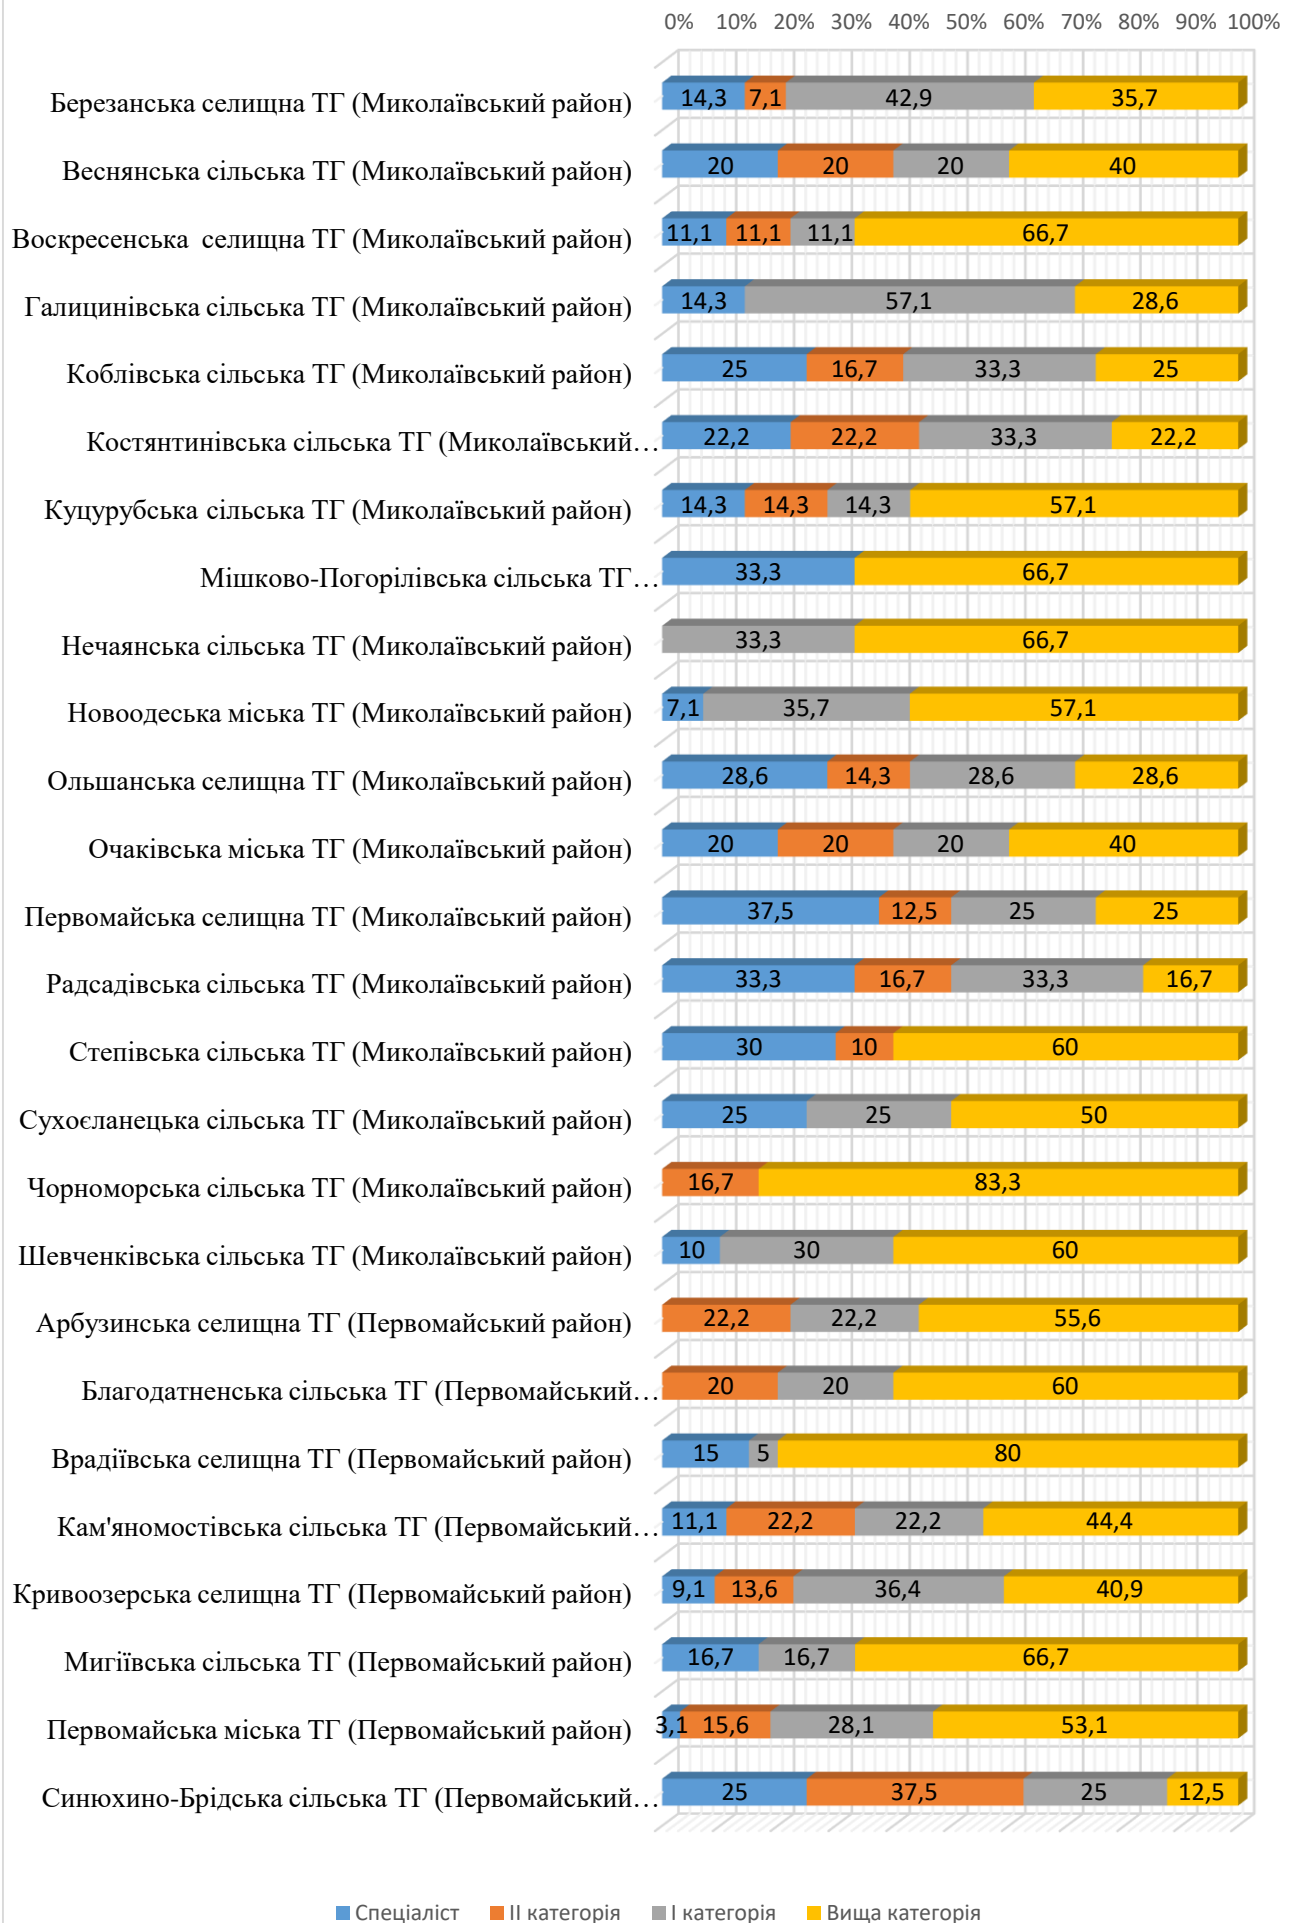 0% 10% 20% 30% 40% 50% 60% 70% 80% 90% 100%
Березанська селищна ТГ (Миколаївський район) 14,3 7,1 42,9 35,7
Веснянська сільська ТГ (Миколаївський район) 20 20 20 40
Воскресенська селищна ТГ (Миколаївський район) 11,1 11,1 11,1 66,7
Галицинівська сільська ТГ (Миколаївський район) 14,3 57,1 28,6
Коблівська сільська ТГ (Миколаївський район) 25 16,7 33,3 25
Костянтинівська сільська ТГ (Миколаївський… 22,2 22,2 33,3 22,2
Куцурубська сільська ТГ (Миколаївський район) 14,3 14,3 14,3 57,1
Мішково-Погорілівська сільська ТГ… 33,3 66,7
Нечаянська сільська ТГ (Миколаївський район) 33,3 66,7
Новоодеська міська ТГ (Миколаївський район) 7,1 35,7 57,1
Ольшанська селищна ТГ (Миколаївський район) 28,6 14,3 28,6 28,6
Очаківська міська ТГ (Миколаївський район) 20 20 20 40
Первомайська селищна ТГ (Миколаївський район) 37,5 12,5 25 25
Радсадівська сільська ТГ (Миколаївський район) 33,3 16,7 33,3 16,7
Степівська сільська ТГ (Миколаївський район) 30 10 60
Сухоєланецька сільська ТГ (Миколаївський район) 25 25 50
Чорноморська сільська ТГ (Миколаївський район) 16,7 83,3
Шевченківська сільська ТГ (Миколаївський район) 10 30 60
Арбузинська селищна ТГ (Первомайський район) 22,2 22,2 55,6
Благодатненська сільська ТГ (Первомайський… 20 20 60
Врадіївська селищна ТГ (Первомайський район) 15 5 80
Кам'яномостівська сільська ТГ (Первомайський… 11,1 22,2 22,2 44,4
Кривоозерська селищна ТГ (Первомайський район) 9,1 13,6 36,4 40,9
Мигіївська сільська ТГ (Первомайський район) 16,7 16,7 66,7
Первомайська міська ТГ (Первомайський район) 3,1 15,6 28,1 53,1
Синюхино-Брідська сільська ТГ (Первомайський… 25 37,5 25 12,5
Спеціаліст ІІ категорія І категорія Вища категорія